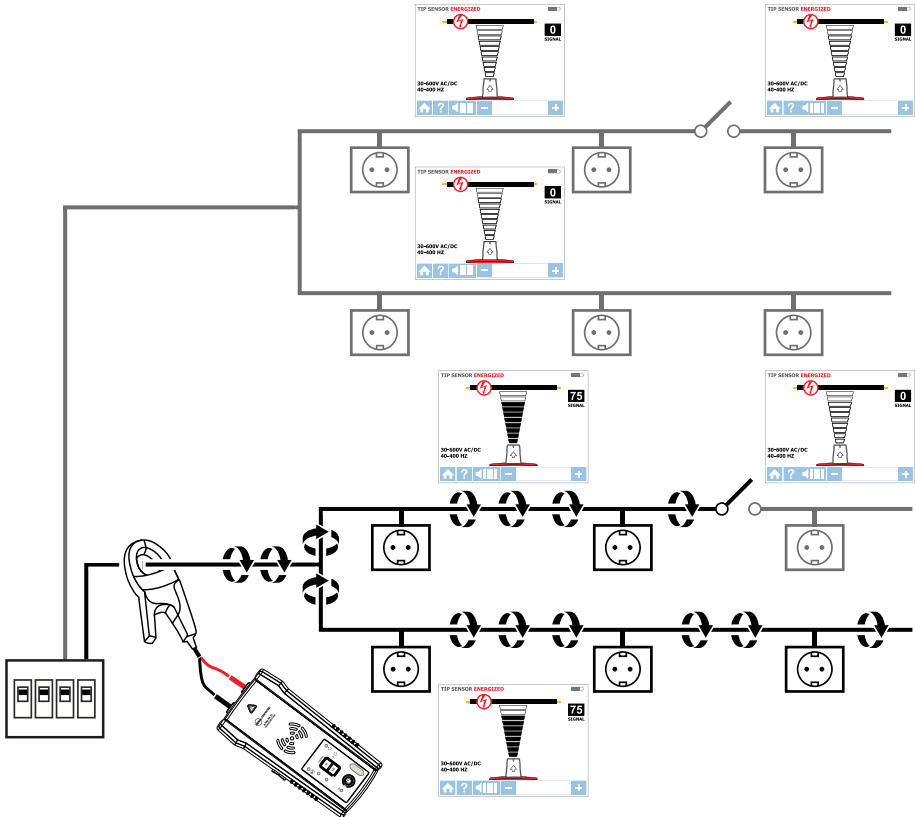 TIP SENSOR ENERGIZED
0
SIGNAL
30-600V AC/DC
40-400 HZ
?
TIP SENSOR ENERGIZED
0
SIGNAL
30-600V AC/DC
40-400 HZ
?
TIP SENSOR ENERGIZED
0
SIGNAL
30-600V AC/DC
40-400 HZ
?
TIP SENSOR ENERGIZED
75
SIGNAL
30-600V AC/DC
40-400 HZ
?
TIP SENSOR ENERGIZED
0
SIGNAL
30-600V AC/DC
40-400 HZ
?
TIP SENSOR ENERGIZED
75
SIGNAL
30-600V AC/DC
40-400 HZ
?